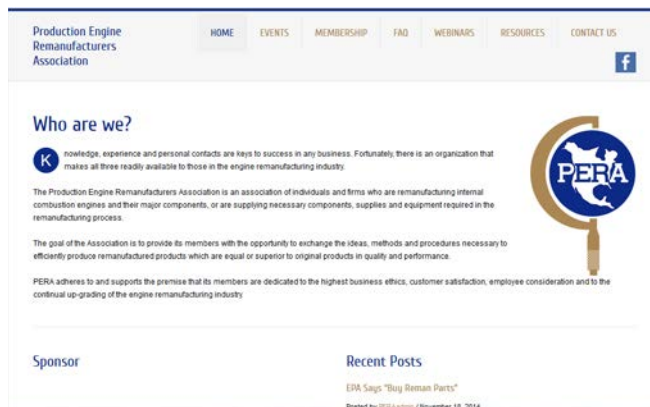 Production Engine
Remanufacturers
Association
HOME EVENTS MEMBERSHIP FAQ WEBINARS RESOURCES CONTACT US
f
Who are we?
Knowledge, experience and personal contacts are keys to success in any business. Fortunately, there is an organization that
makes all three readily available to those in the engine remanufacturing industry.
PERA
The Production Engine Remanufacturers Association is an association of individuals and firms who are remanufacturing internal
combustion engines and their major components, or are supplying necessary components, supplies and equipment required in the
remanufacturing process.
The goal of the Association is to provide its members with the opportunity to exchange the ideas, methods and procedures necessary to
efficiently produce remanufactured products which are equal or superior to original products in quality and performance.
PERA adheres to and supports the premise that its members are dedicated to the highest business ethics, customer satisfaction, employee consideration and to the
continual up-grading of the engine remanufacturing industry.
Sponsor
Recent Posts
EPA Says "Buy Reman Parts"
Posted by PERAadmin / November 18, 2014